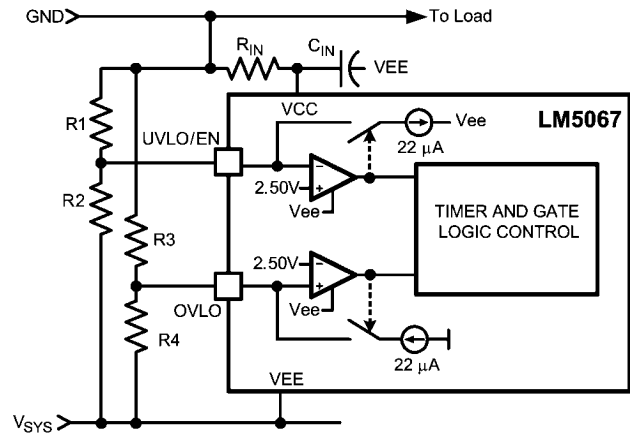 GND
To Load
RIN
CIN
VEE
VCC
LM5067
R1
UVLO/EN
Vee
22 µA
−
+
2.50V
Vee
R2
TIMER AND GATE
LOGIC CONTROL
R3
2.50V
−
+
Vee
OVLO
R4
22 µA
VEE
VSYS